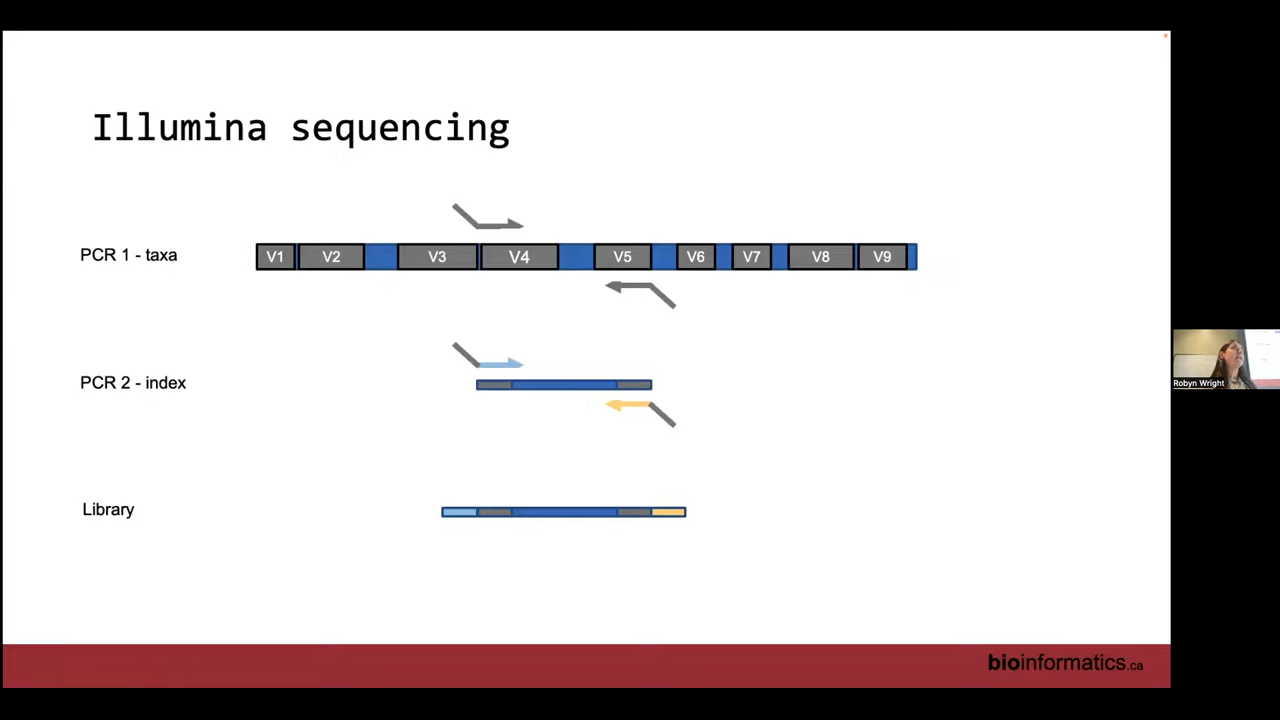 Illumina sequencing
PCR 1 - taxa
V1 V2 V3 V4 V5 V6 V7 V8 V9
PCR 2 - index
Robyn Wright
Library
bioinformatics.ca